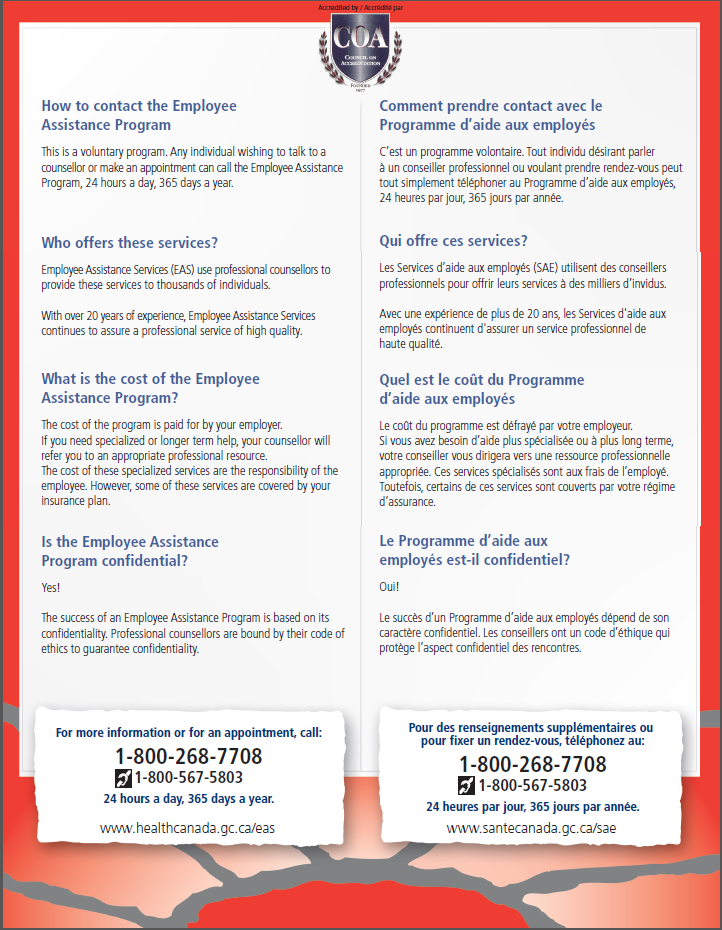 Accredited by / Accrédité par
COA
COUNCIL ON
ACCREDITATION
FOUNDED
1977
How to contact the Employee
Assistance Program
This is a voluntary program. Any individual wishing to talk to a
counsellor or make an appointment can call the Employee Assistance
Program, 24 hours a day, 365 days a year.
Who offers these services?
Employee Assistance Services (EAS) use professional counsellors to
provide these services to thousands of individuals.
With over 20 years of experience, Employee Assistance Services
continues to assure a professional service of high quality.
What is the cost of the Employee
Assistance Program?
The cost of the program is paid for by your employer.
If you need specialized or longer term help, your counsellor will
refer you to an appropriate professional resource.
The cost of these specialized services are the responsibility of the
employee. However, some of these services are covered by your
insurance plan.
Is the Employee Assistance
Program confidential?
Yes!
The success of an Employee Assistance Program is based on its
confidentiality. Professional counsellors are bound by their code of
ethics to guarantee confidentiality.
For more information or for an appointment, call:
1-800-268-7708
1-800-567-5803
24 hours a day, 365 days a year.
www.healthcanada.gc.ca/eas
Comment prendre contact avec le
Programme d'aide aux employés
C'est un programme volontaire. Tout individu désirant parler
à un conseiller professionnel ou voulant prendre rendez-vous peut
tout simplement téléphoner au Programme d'aide aux employés,
24 heures par jour, 365 jours par année.
Qui offre ces services?
Les Services d'aide aux employés (SAE) utilisent des conseillers
professionnels pour offrir leurs services à des milliers d'invidus.
Avec une expérience de plus de 20 ans, les Services d'aide aux
employés continuent d'assurer un service professionnel de
haute qualité.
Quel est le coût du Programme
d'aide aux employés
Le coût du programme est défrayé par votre employeur.
Si vous avez besoin d'aide plus spécialisée ou à plus long terme,
votre conseiller vous dirigera vers une ressource professionnelle
appropriée. Ces services spécialisés sont aux frais de l'employé.
Toutefois, certains de ces services sont couverts par votre régime
d'assurance.
Le Programme d'aide aux
employés est-il confidentiel?
Oui!
Le succès d'un Programme d'aide aux employés dépend de son
caractère confidentiel. Les conseillers ont un code d'éthique qui
protège l'aspect confidentiel des rencontres.
Pour des renseignements supplémentaires ou
pour fixer un rendez-vous, téléphonez au:
1-800-268-7708
1-800-567-5803
24 heures par jour, 365 jours par année.
www.santecanada.gc.ca/sae